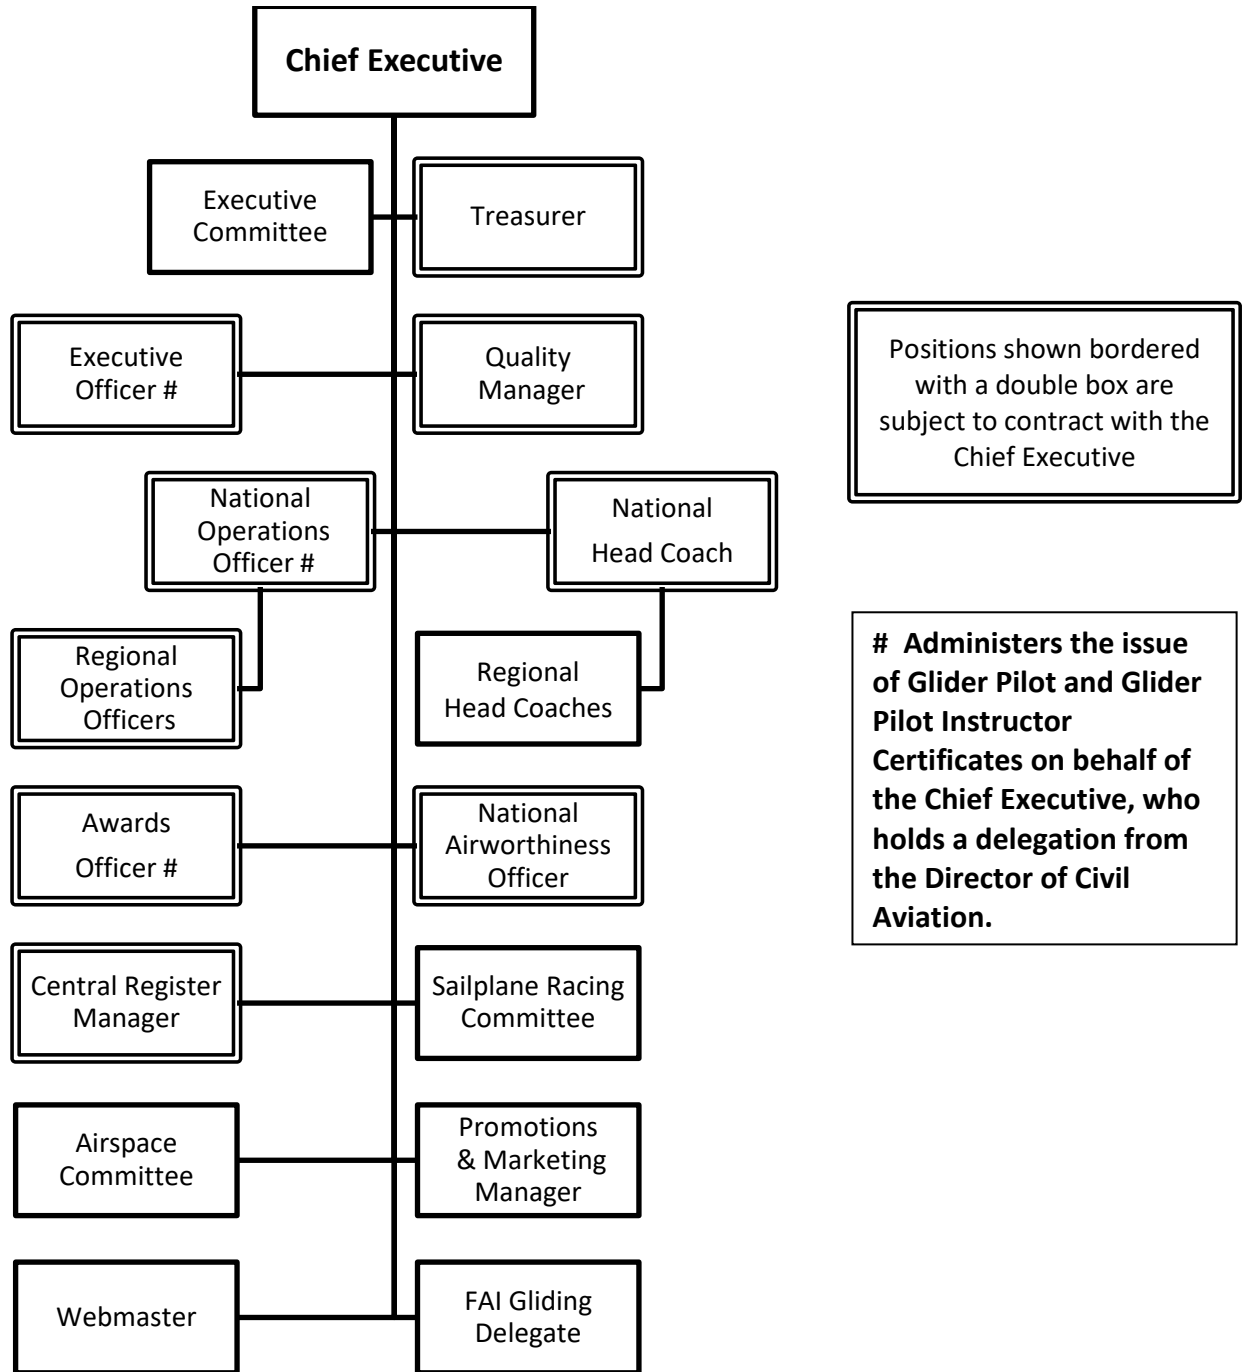 Chief Executive
Executive
Committee
Treasurer
Executive
Officer #
Quality
Manager
Positions shown bordered
with a double box are
subject to contract with the
Chief Executive
National
Operations
Officer #
National
Head Coach
Regional
Operations
Officers
Regional
Head Coaches
# Administers the issue
of Glider Pilot and Glider
Pilot Instructor
Certificates on behalf of
the Chief Executive, who
holds a delegation from
the Director of Civil
Aviation.
Awards
Officer #
National
Airworthiness
Officer
Central Register
Manager
Sailplane Racing
Committee
Airspace
Committee
Promotions
& Marketing
Manager
Webmaster
FAI Gliding
Delegate